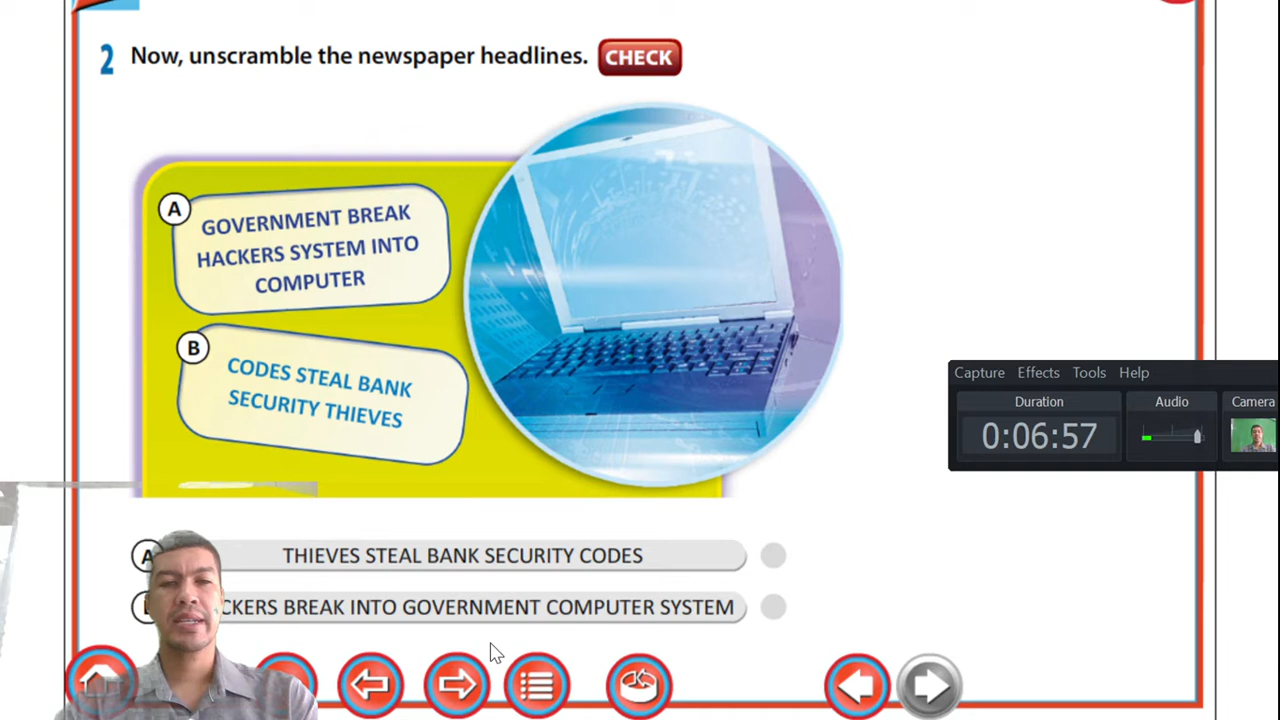 2 Now, unscramble the newspaper headlines. CHECK
A
GOVERNMENT BREAK
HACKERS SYSTEM INTO
COMPUTER
B
CODES STEAL BANK
SECURITY THIEVES
Capture Effects Tools Help
Duration Audio Camera
0:06:57
A THIEVES STEAL BANK SECURITY CODES
BREAK INTO GOVERNMENT COMPUTER SYSTEM